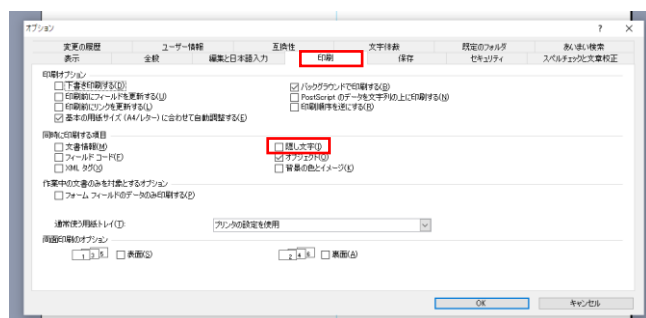 オプション ? ×
変更の履歴 ユーザー情報 互換性 文字体裁 既定のフォルダ あいまい検索
表示 全般 編集と日本語入力 印刷 保存 セキュリティ スペルチェックと文章校正
印刷オプション
下書き印刷する(D) バックグラウンドで印刷する(B)
印刷前にフィールドを更新する(U) PostScript のデータを文字列の上に印刷する(N)
印刷前にリンクを更新する(L) 印刷順序を逆にする(R)
基本の用紙サイズ (A4/レター) に合わせて自動調整する(E)
同時に印刷する項目
文書情報(M) 隠し文字(I)
フィールド コード(F) オブジェクト(O)
XML タグ(X) 背景の色とイメージ(K)
作業中の文書のみを対象とするオプション
フォーム フィールドのデータのみ印刷する(P)
通常使う用紙トレイ(T): プリンタの設定を使用
両面印刷のオプション
1 3 5 表面(S) 2 4 6 裏面(A)
OK キャンセル